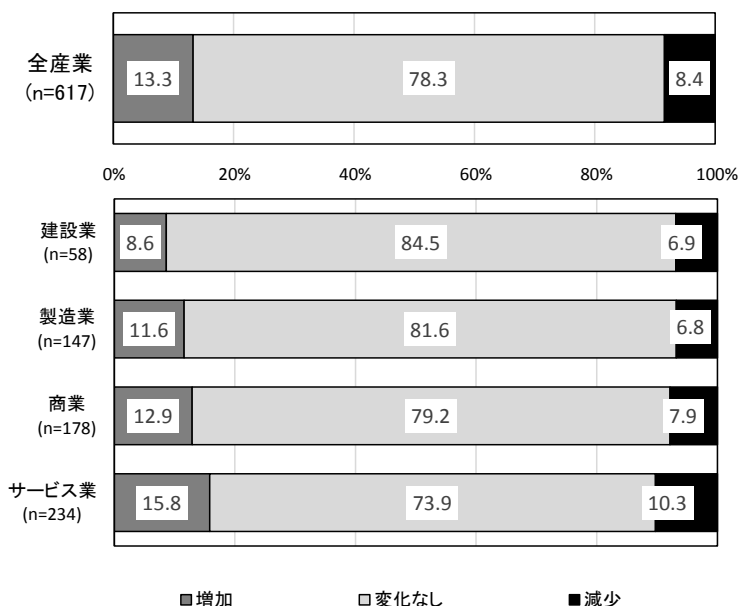 全産業
(n=617)
13.3 78.3 8.4
0% 20% 40% 60% 80% 100%
建設業
(n=58)
8.6 84.5 6.9
製造業
(n=147)
11.6 81.6 6.8
商業
(n=178)
12.9 79.2 7.9
サービス業
(n=234)
15.8 73.9 10.3
増加 変化なし 減少